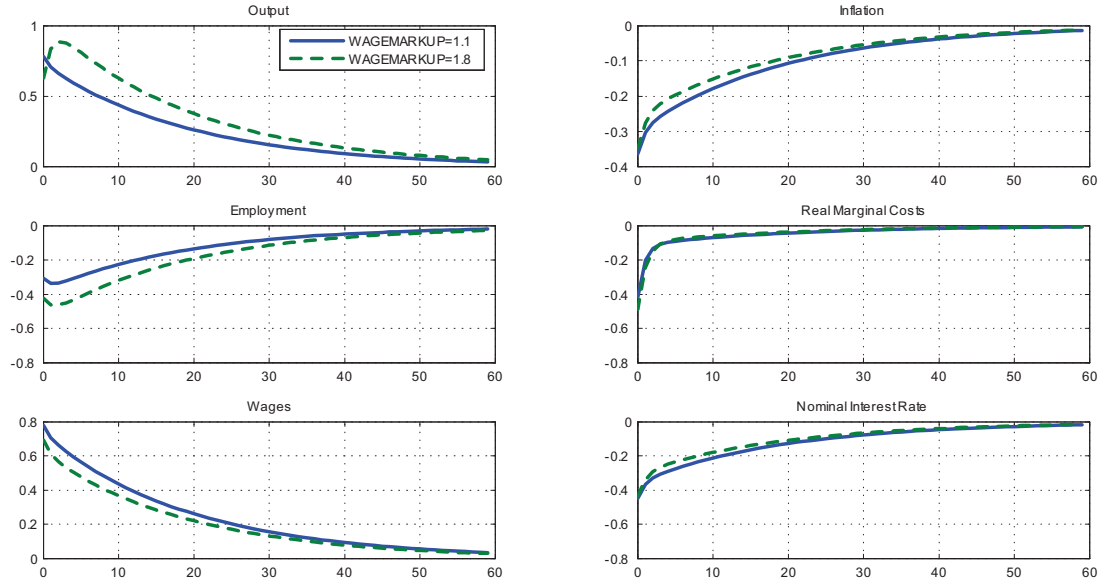 Output
1
0.5
0
WAGEMARKUP=1.1
WAGEMARKUP=1.8
0 10 20 30 40 50 60
Inflation
0
-0.1
-0.2
-0.3
-0.4
0 10 20 30 40 50 60
Employment
0
-0.2
-0.4
-0.6
-0.8
0 10 20 30 40 50 60
Real Marginal Costs
0
-0.2
-0.4
-0.6
-0.8
0 10 20 30 40 50 60
Wages
0.8
0.6
0.4
0.2
0
0 10 20 30 40 50 60
Nominal Interest Rate
0
-0.2
-0.4
-0.6
-0.8
0 10 20 30 40 50 60